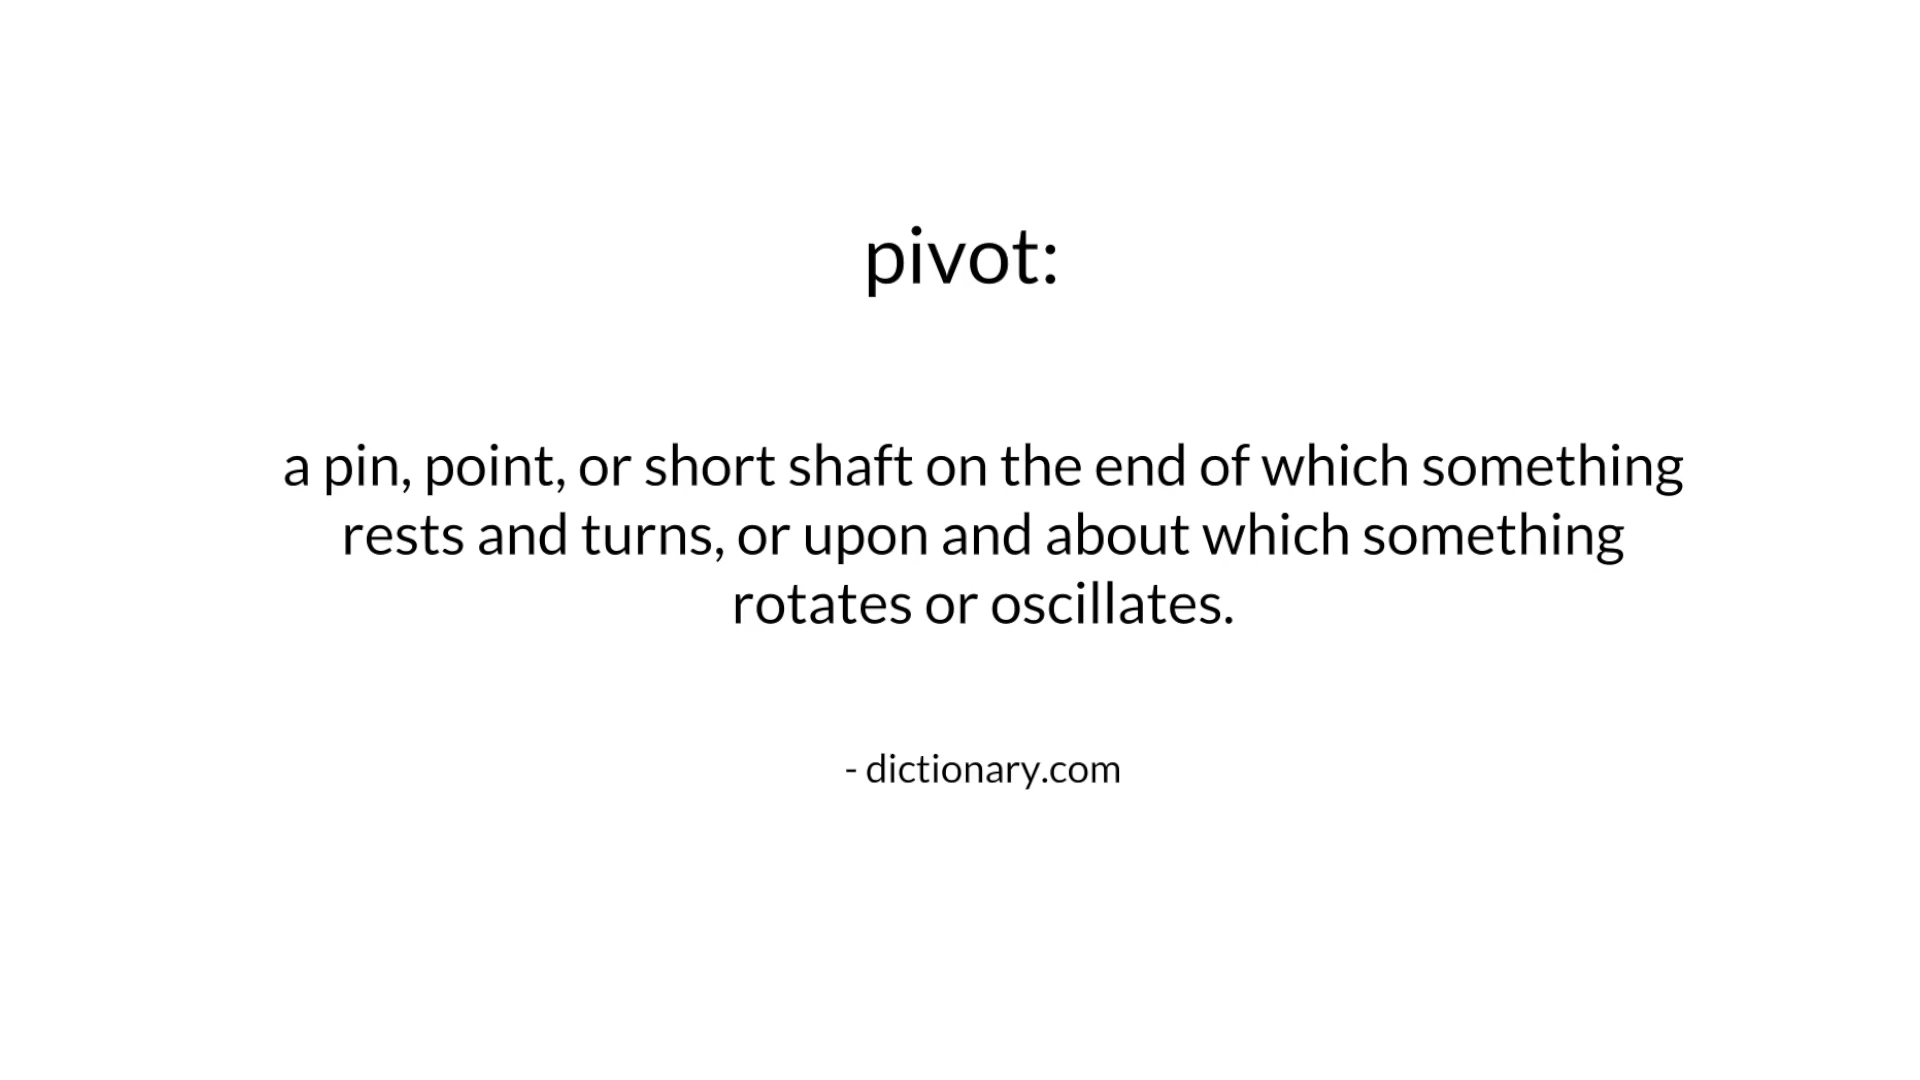 pivot:
a pin, point, or short shaft on the end of which something
rests and turns, or upon and about which something
rotates or oscillates.
- dictionary.com